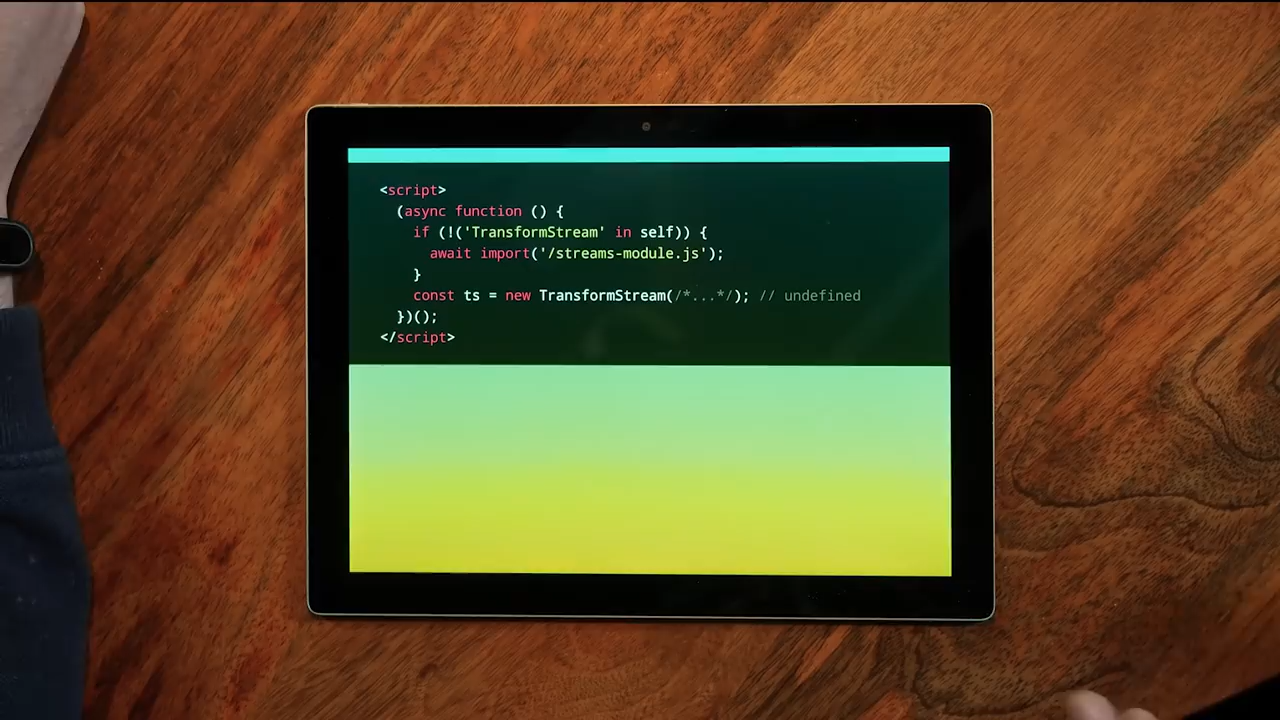 <script>
(async function () {
if (!('TransformStream' in self)) {
await import('/streams-module.js');
}
const ts = new TransformStream(/*...*/); // undefined
})();
</script>